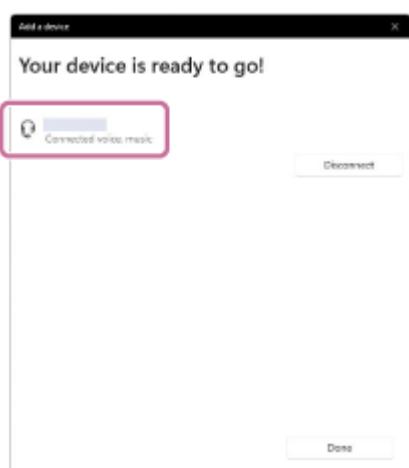 Add a device
Your device is ready to go!
Connected voice, music
Disconnect
Done